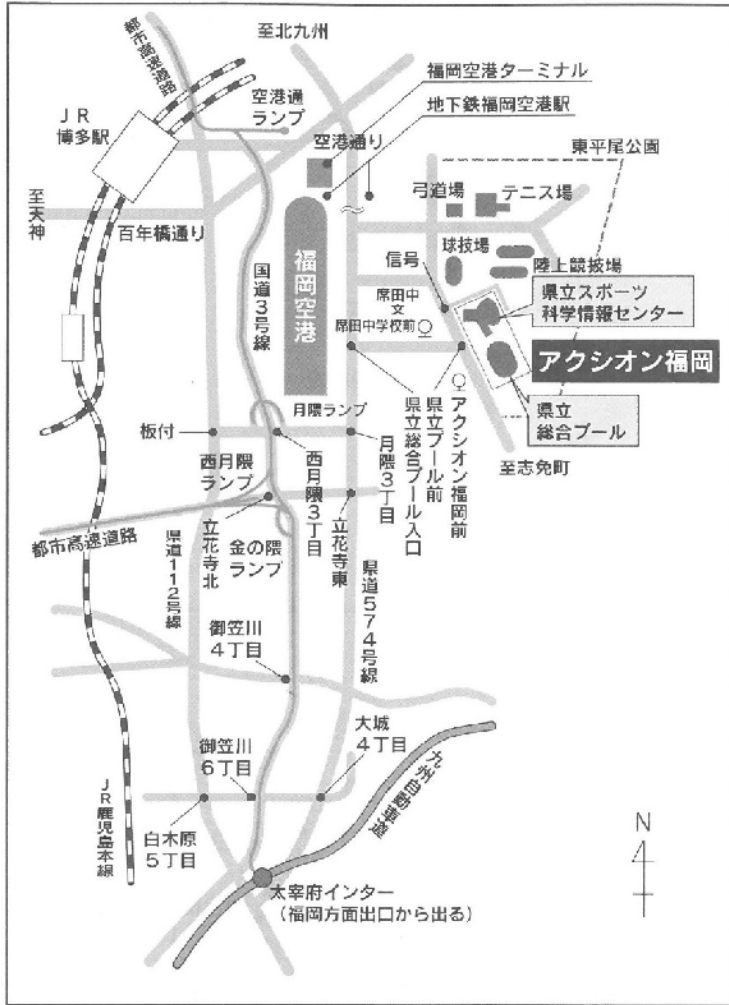 都市高速道路
至北九州
福岡空港ターミナル
地下鉄福岡空港駅
空港通
ランプ
空港通り
ＪＲ
博多駅
東平尾公園
弓道場
テニス場
至天神
百年橋通り
国道３号線
福岡空港
信号
球技場
陸上競技場
席田中
文
席田中学校前
県立スポーツ
科学情報センター
アクシオン福岡
県立
総合プール
月隈ランプ
板付
西月隈
ランプ
西月隈３丁目
月隈３丁目
県立総合プール入口
県立プール前
アクシオン福岡前
至志免町
都市高速道路
県道１１２号線
立花寺北
金の隈
ランプ
立花寺東
県道５７４号線
御笠川
４丁目
大城
４丁目
御笠川
６丁目
九州自動車道
ＪＲ鹿児島本線
白木原
５丁目
太宰府インター
（福岡方面出口から出る）
N